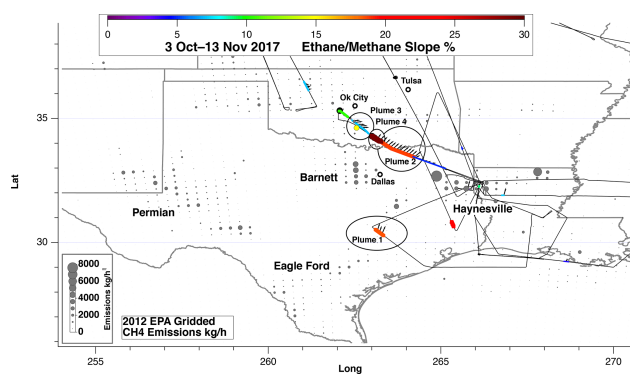 0 5 10 15 20 25 30
3 Oct–13 Nov 2017 Ethane/Methane Slope %
Tulsa
Ok City
Plume 3
Plume 4
35
Plume 2
Barnett
Dallas
Lat
Permian
Haynesville
Plume 1
30
Eagle Ford
8000
6000
4000
2000
0
Emissions kg/h
2012 EPA Gridded
CH4 Emissions kg/h
255 260 265 270
Long